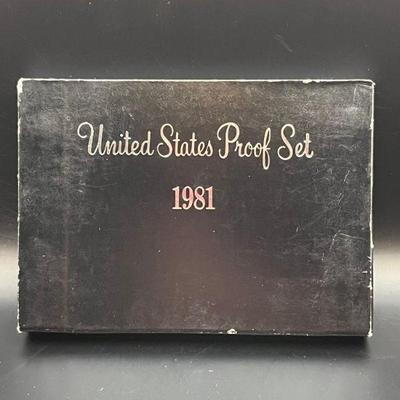 United States Proof Set
1981